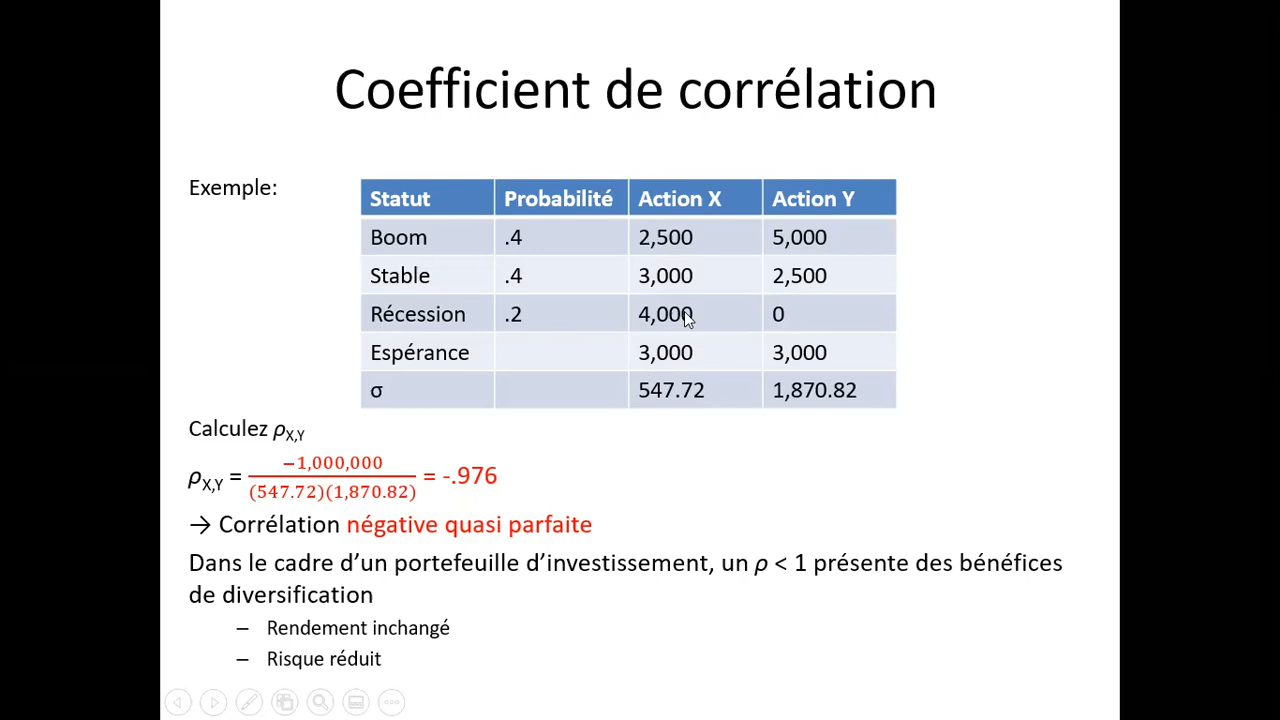 Coefficient de corrélation
Exemple:
Statut Probabilité Action X Action Y
Boom .4 2,500 5,000
Stable .4 3,000 2,500
Récession .2 4,000 0
Espérance 3,000 3,000
σ 547.72 1,870.82
Calculez ρX,Y
ρX,Y = −1,000,000 / (547.72)(1,870.82) = -.976
→ Corrélation négative quasi parfaite
Dans le cadre d’un portefeuille d’investissement, un ρ < 1 présente des bénéfices
de diversification
– Rendement inchangé
– Risque réduit